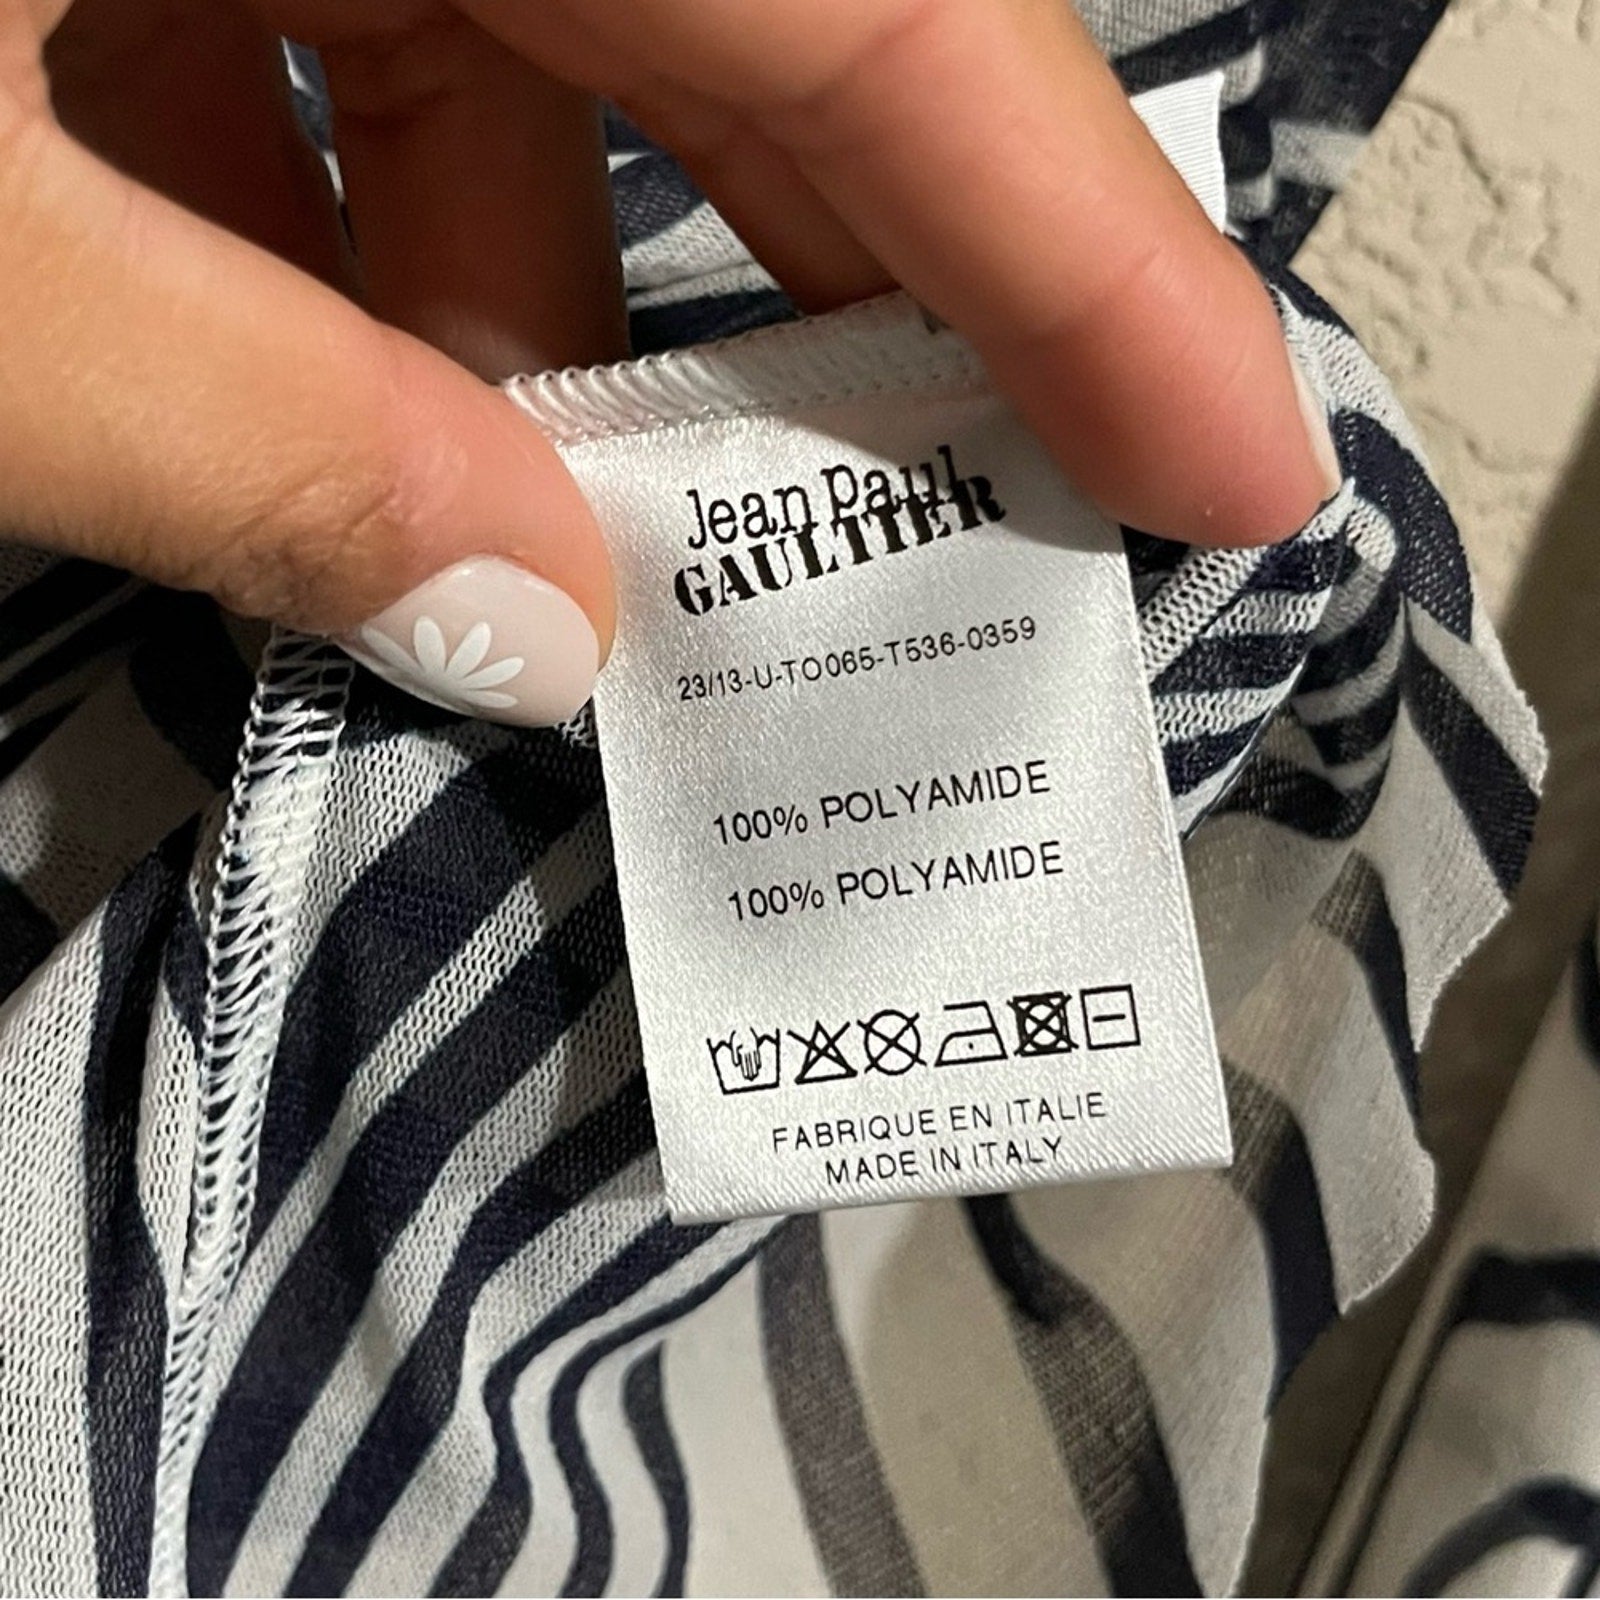 Jean Paul
GAULTIER
23/13-U-TO065-T536-0359
100% POLYAMIDE
100% POLYAMIDE
FABRIQUE EN ITALIE
MADE IN ITALY